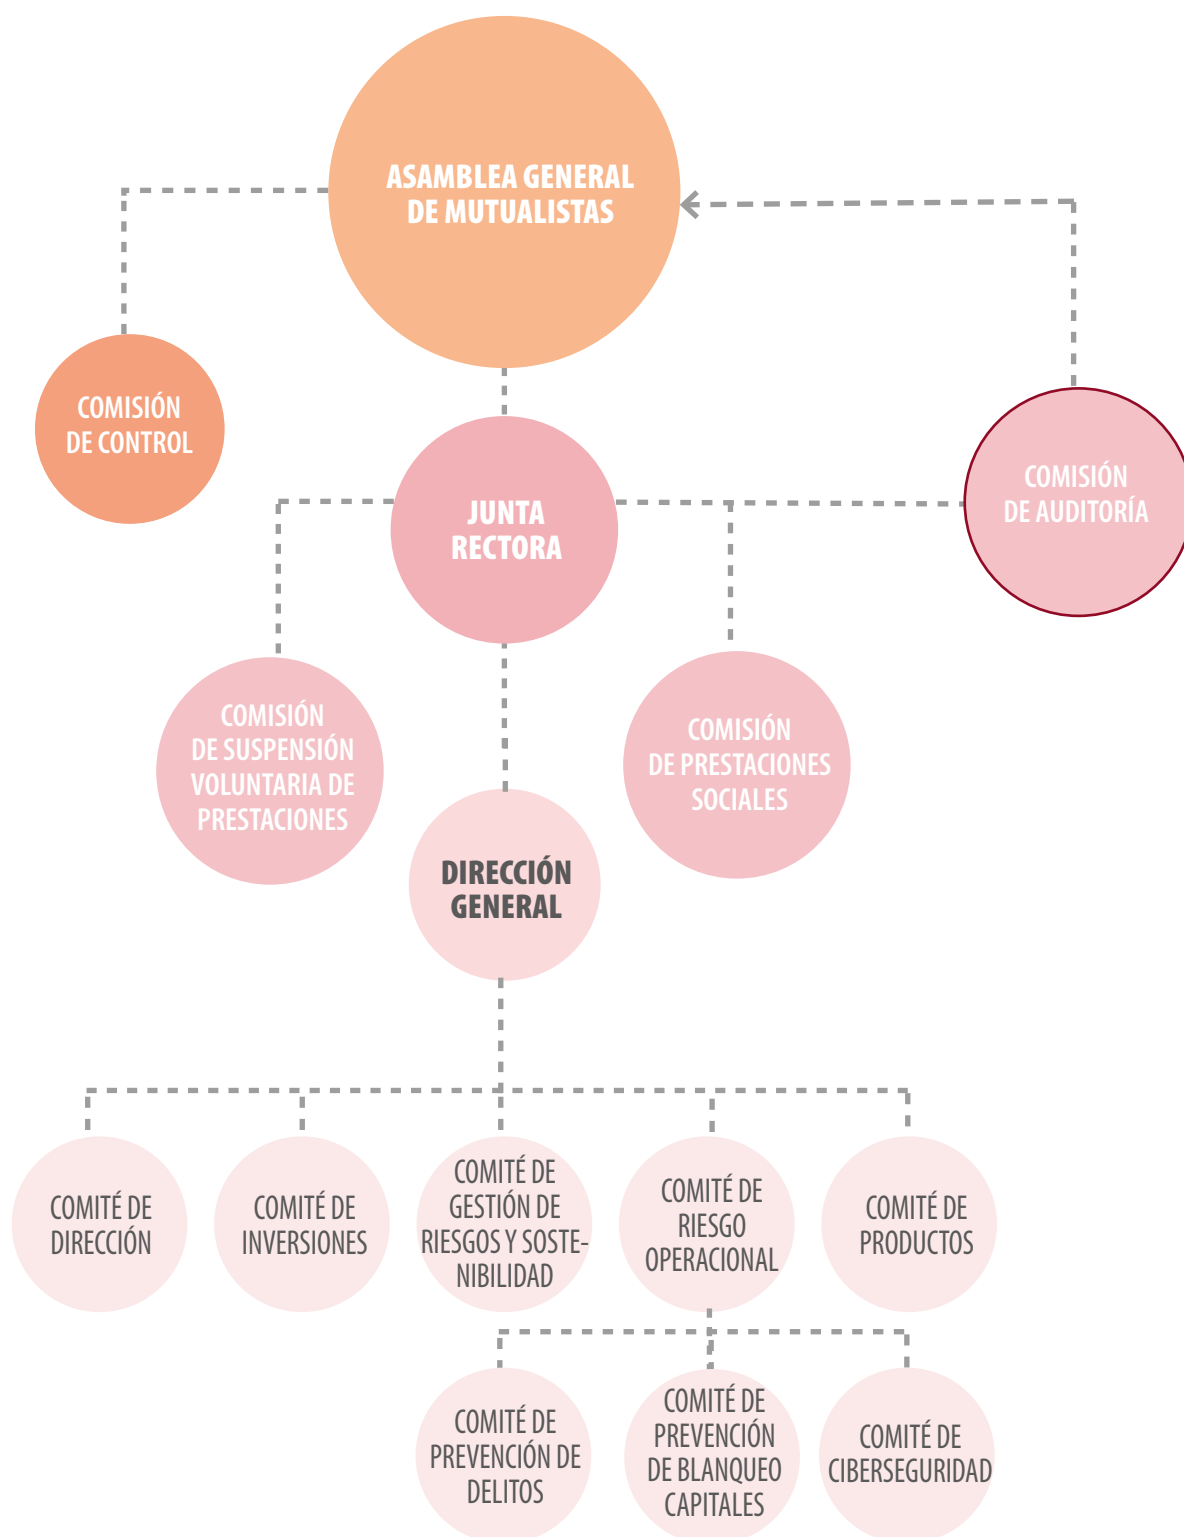 ASAMBLEA GENERAL
DE MUTUALISTAS
COMISIÓN
DE CONTROL
JUNTA
RECTORA
COMISIÓN
DE AUDITORÍA
COMISIÓN
DE SUSPENSIÓN
VOLUNTARIA DE
PRESTACIONES
COMISIÓN
DE PRESTACIONES
SOCIALES
DIRECCIÓN
GENERAL
COMITÉ DE
DIRECCIÓN
COMITÉ DE
INVERSIONES
COMITÉ DE
GESTIÓN DE
RIESGOS Y SOSTE-
NIBILIDAD
COMITÉ DE
RIESGO
OPERACIONAL
COMITÉ DE
PRODUCTOS
COMITÉ DE
PREVENCIÓN DE
DELITOS
COMITÉ DE
PREVENCIÓN
DE BLANQUEO
CAPITALES
COMITÉ DE
CIBERSEGURIDAD